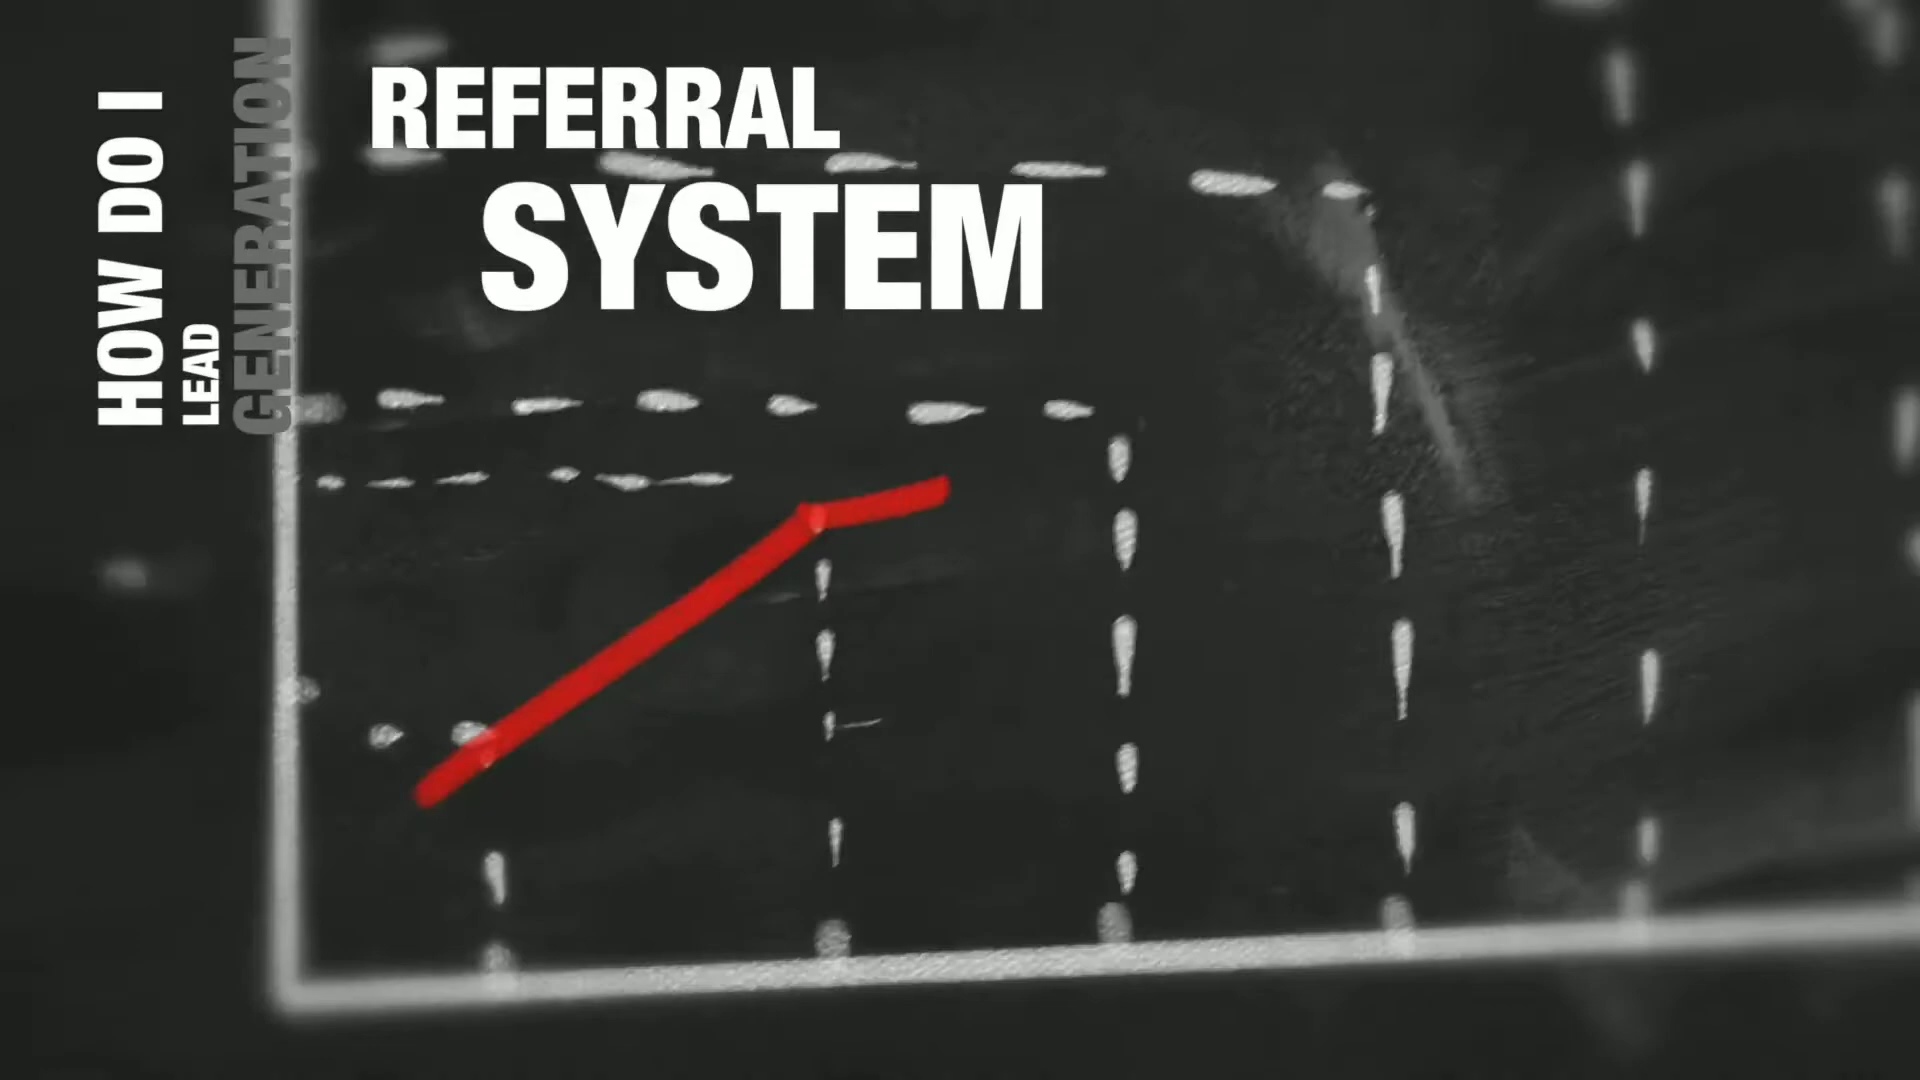 HOW DO I
LEAD
GENERATION
REFERRAL
SYSTEM